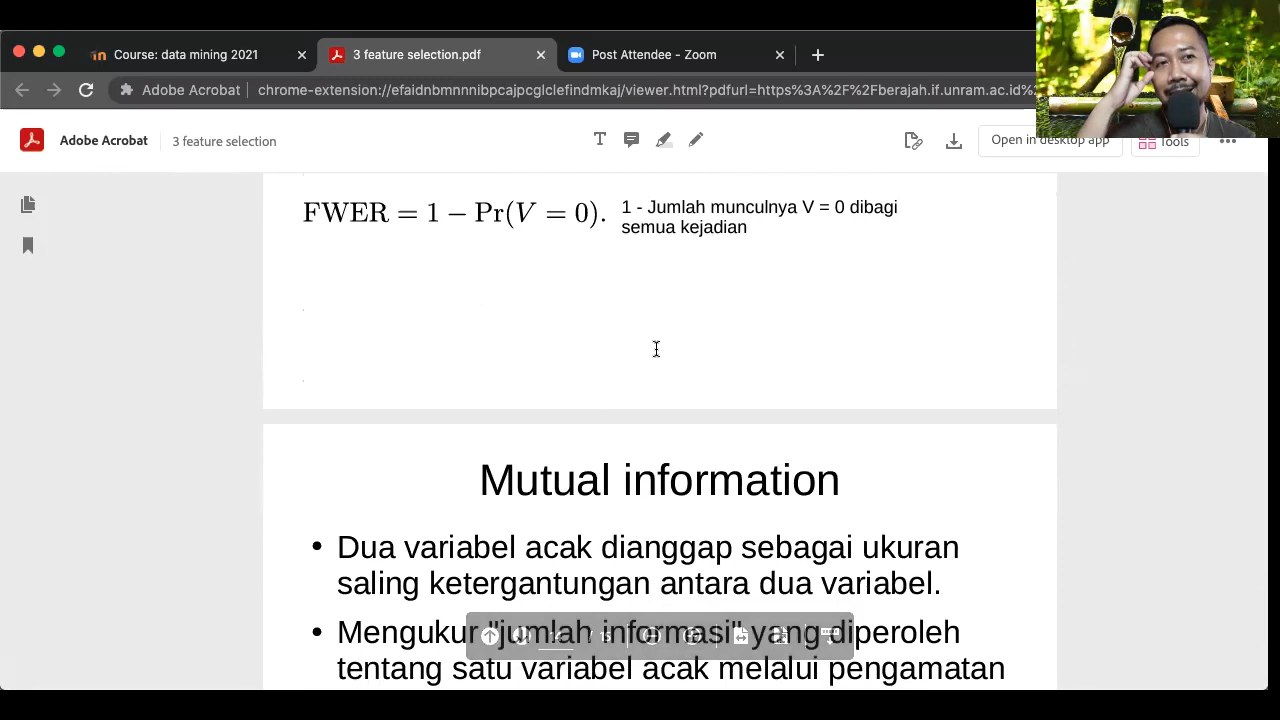 Course: data mining 2021
3 feature selection.pdf
Post Attendee - Zoom
Adobe Acrobat
chrome-extension://efaidnbmnnnibpcajpcglclefindmkaj/viewer.html?pdfurl=https%3A%2F%2Fberajah.if.unram.ac.id%
Adobe Acrobat
3 feature selection
Open in desktop app
Tools
FWER = 1 − Pr(V = 0).
1 - Jumlah munculnya V = 0 dibagi
semua kejadian
Mutual information
• Dua variabel acak dianggap sebagai ukuran
saling ketergantungan antara dua variabel.
• Mengukur "jumlah informasi" yang diperoleh
tentang satu variabel acak melalui pengamatan